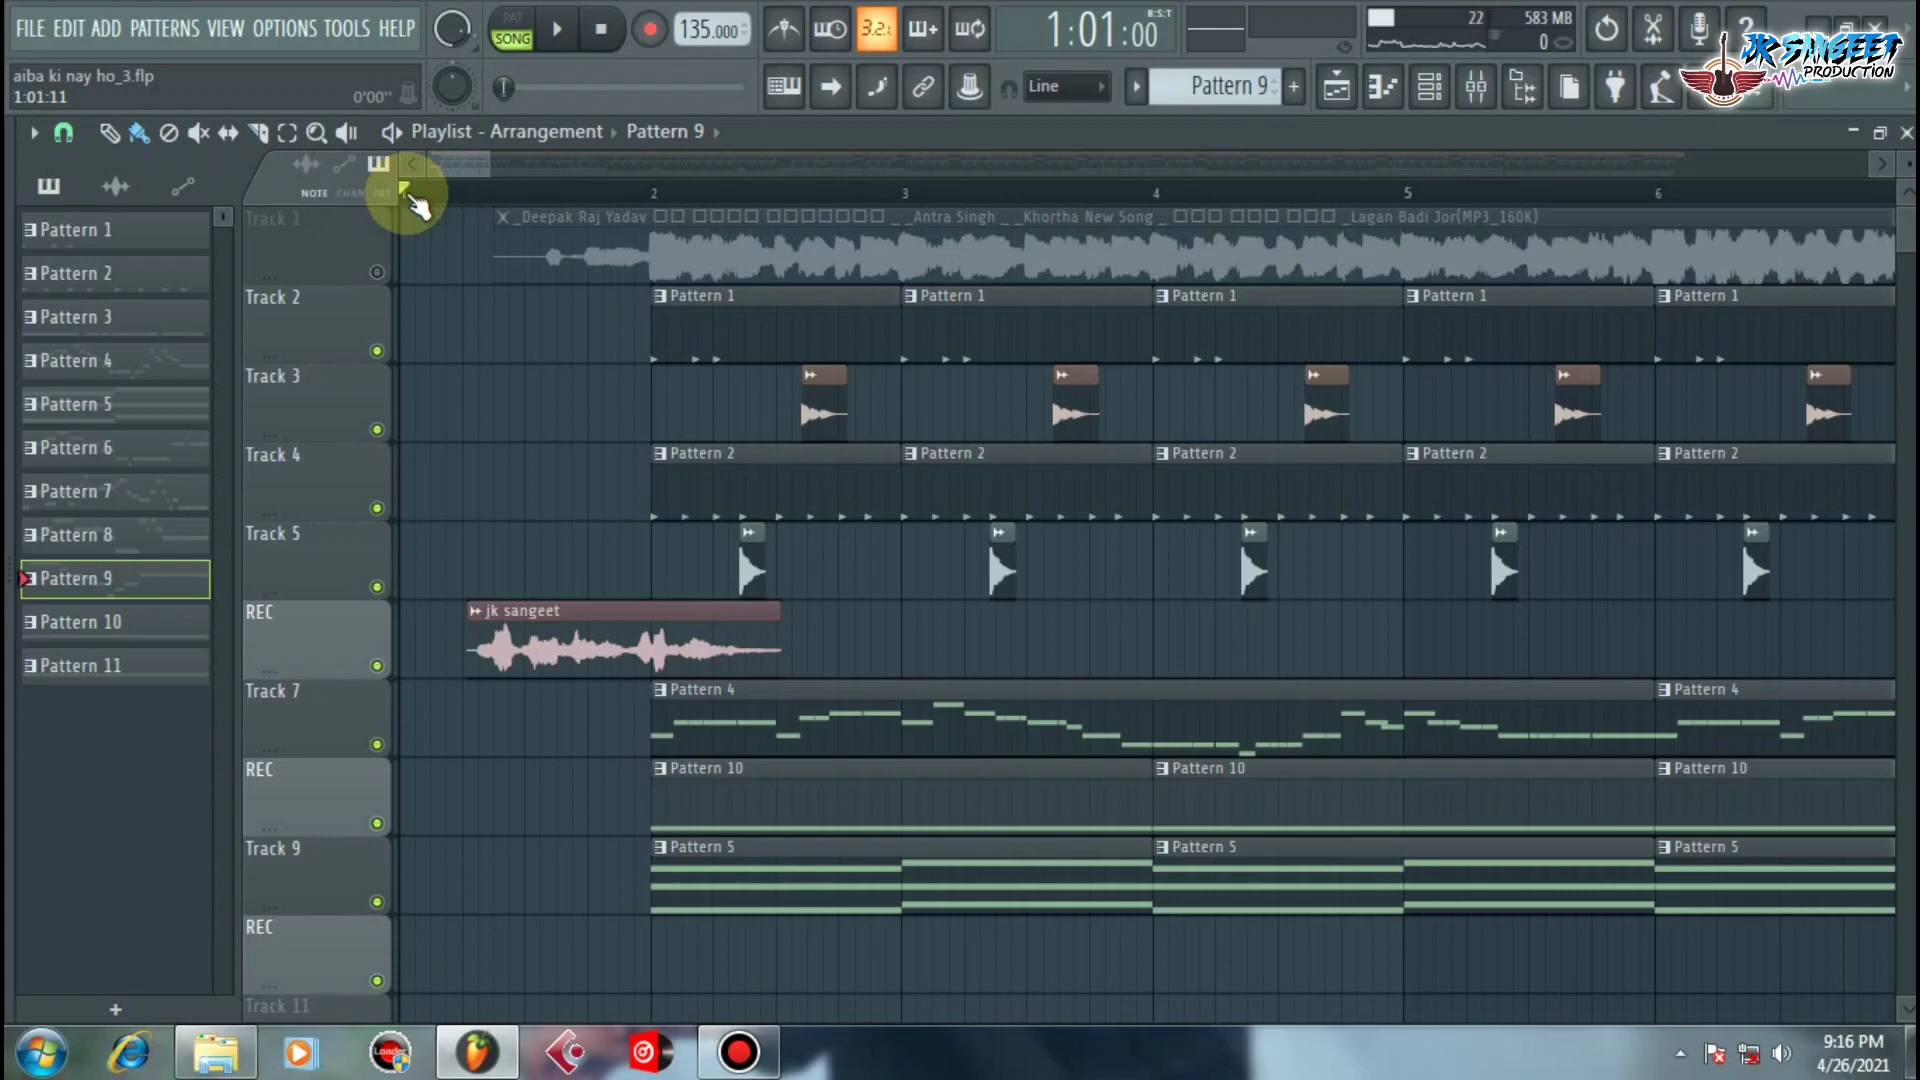 FILE EDIT ADD PATTERNS VIEW OPTIONS TOOLS HELP
PAT
SONG
135.000
3.2.
1:01:00
B:S:T
22
583 MB
0
JK SANGEET
PRODUCTION
aiba ki nay ho_3.flp
1:01:11
0'00"
Line
Pattern 9
Playlist - Arrangement › Pattern 9 ›
NOTE CHAN PAT
2
3
4
5
6
Pattern 1
Pattern 2
Pattern 3
Pattern 4
Pattern 5
Pattern 6
Pattern 7
Pattern 8
Pattern 9
Pattern 10
Pattern 11
Track 1
_Deepak Raj Yadav □□ □□□□ □□□□□□□ _ _Antra Singh _ _Khortha New Song _ □□□ □□□ □□□ _Lagan Badi Jor(MP3_160K)
Track 2
Pattern 1
Pattern 1
Pattern 1
Pattern 1
Pattern 1
Track 3
Track 4
Pattern 2
Pattern 2
Pattern 2
Pattern 2
Pattern 2
Track 5
REC
jk sangeet
Track 7
Pattern 4
Pattern 4
REC
Pattern 10
Pattern 10
Pattern 10
Track 9
Pattern 5
Pattern 5
Pattern 5
REC
Track 11
Loader
9:16 PM
4/26/2021